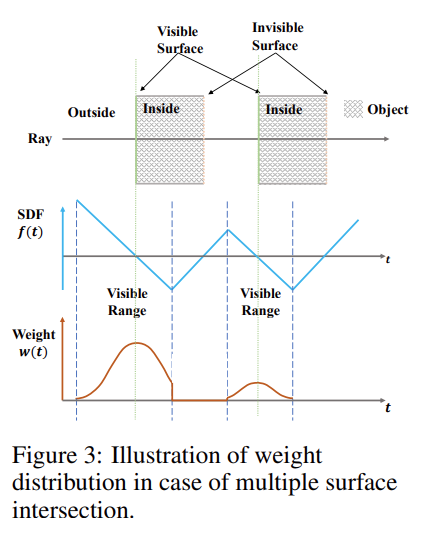 Visible
Surface
Invisible
Surface
Outside
Inside
Inside
Object
Ray
SDF
f(t)
t
Visible
Range
Visible
Range
Weight
w(t)
t
Figure 3: Illustration of weight
distribution in case of multiple surface
intersection.